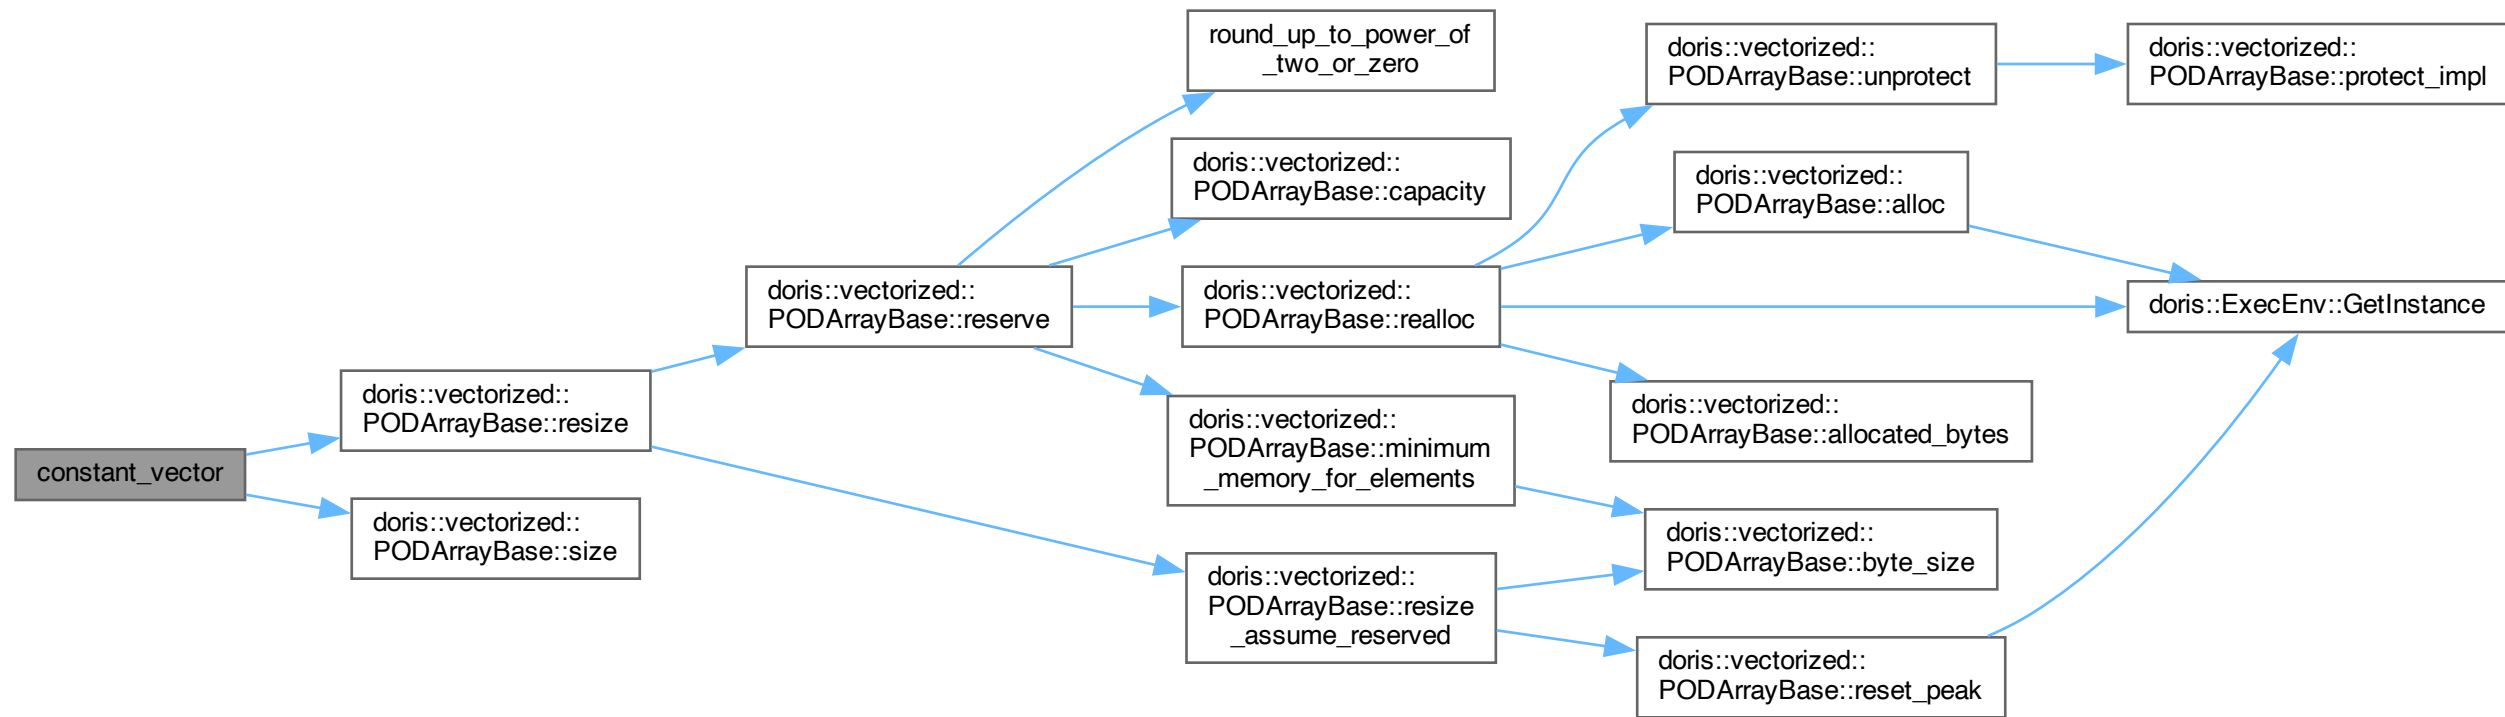 constant_vector
doris::vectorized::
PODArrayBase::resize
doris::vectorized::
PODArrayBase::size
doris::vectorized::
PODArrayBase::reserve
round_up_to_power_of
_two_or_zero
doris::vectorized::
PODArrayBase::capacity
doris::vectorized::
PODArrayBase::realloc
doris::vectorized::
PODArrayBase::minimum
_memory_for_elements
doris::vectorized::
PODArrayBase::resize
_assume_reserved
doris::vectorized::
PODArrayBase::unprotect
doris::vectorized::
PODArrayBase::alloc
doris::vectorized::
PODArrayBase::allocated_bytes
doris::vectorized::
PODArrayBase::byte_size
doris::vectorized::
PODArrayBase::reset_peak
doris::vectorized::
PODArrayBase::protect_impl
doris::ExecEnv::GetInstance